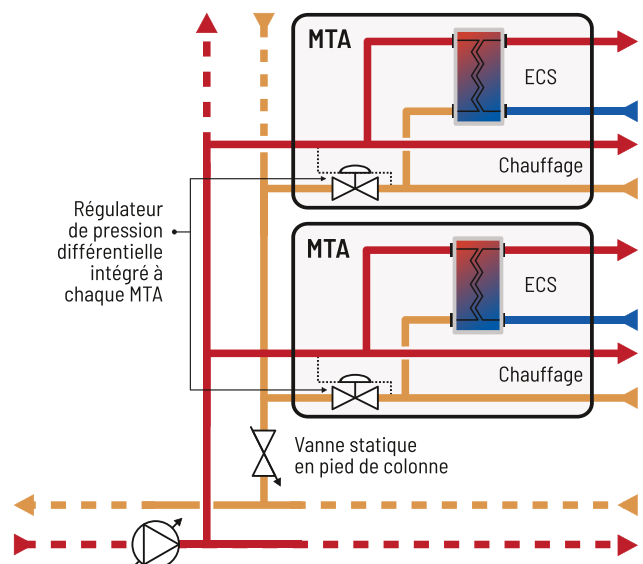 MTA
ECS
Chauffage
Régulateur
de pression
différentielle
intégré à
chaque MTA
MTA
ECS
Chauffage
Vanne statique
en pied de colonne